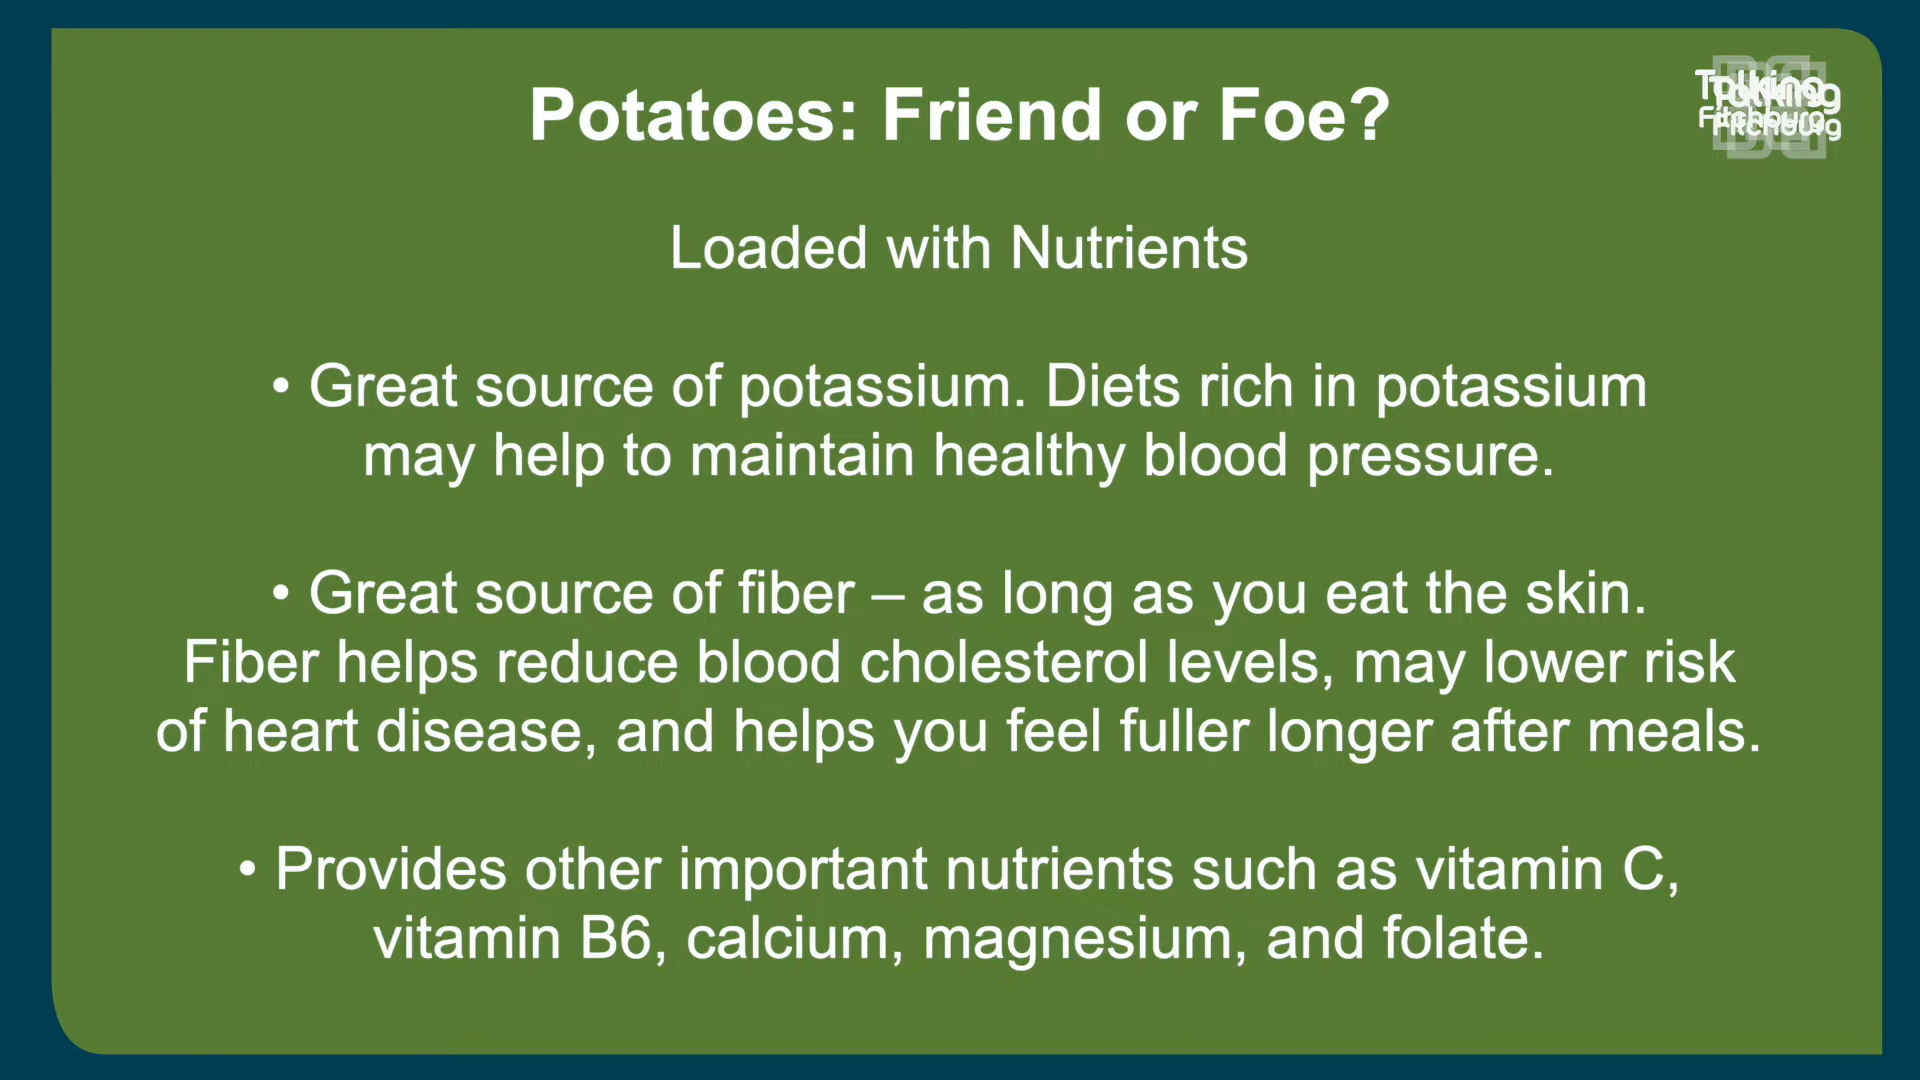 Potatoes: Friend or Foe?
Talking
Fitchburg
Loaded with Nutrients
• Great source of potassium. Diets rich in potassium
may help to maintain healthy blood pressure.
• Great source of fiber – as long as you eat the skin.
Fiber helps reduce blood cholesterol levels, may lower risk
of heart disease, and helps you feel fuller longer after meals.
• Provides other important nutrients such as vitamin C,
vitamin B6, calcium, magnesium, and folate.